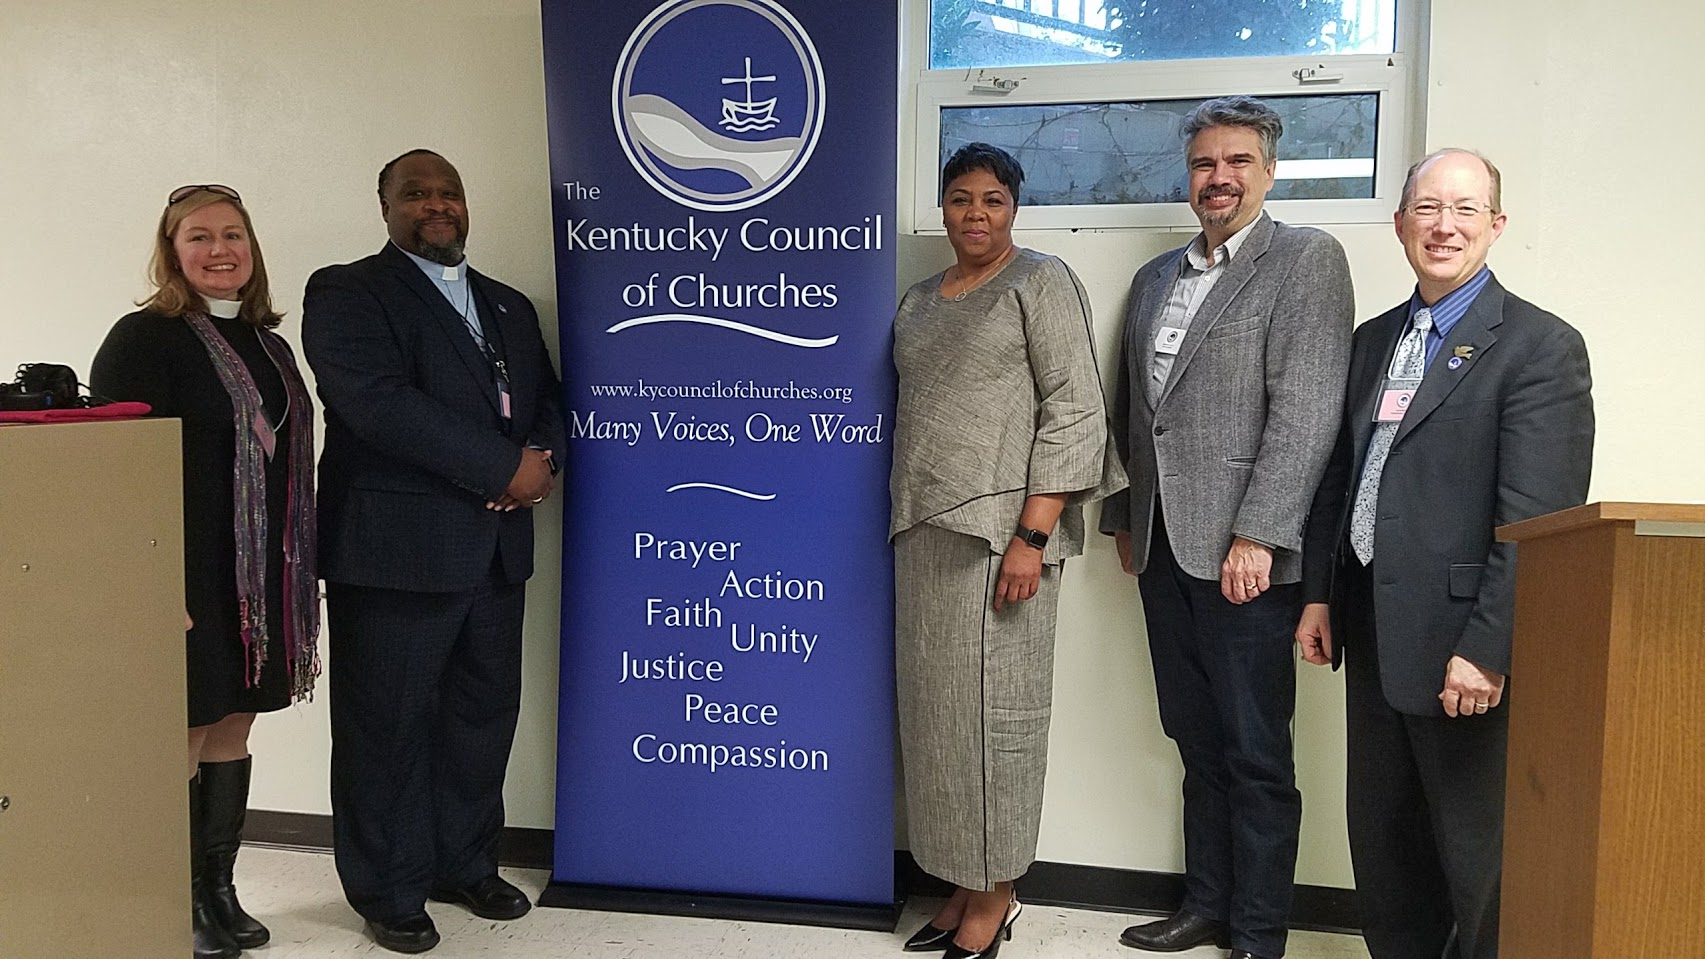 The
Kentucky Council
of Churches
www.kycouncilofchurches.org
Many Voices, One Word
Prayer
Action
Faith
Unity
Justice
Peace
Compassion